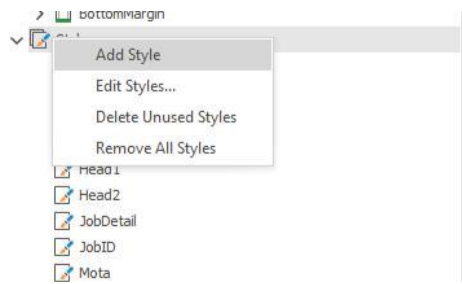 BottomMargin
Add Style
Edit Styles...
Delete Unused Styles
Remove All Styles
Head1
Head2
JobDetail
JobID
Mota